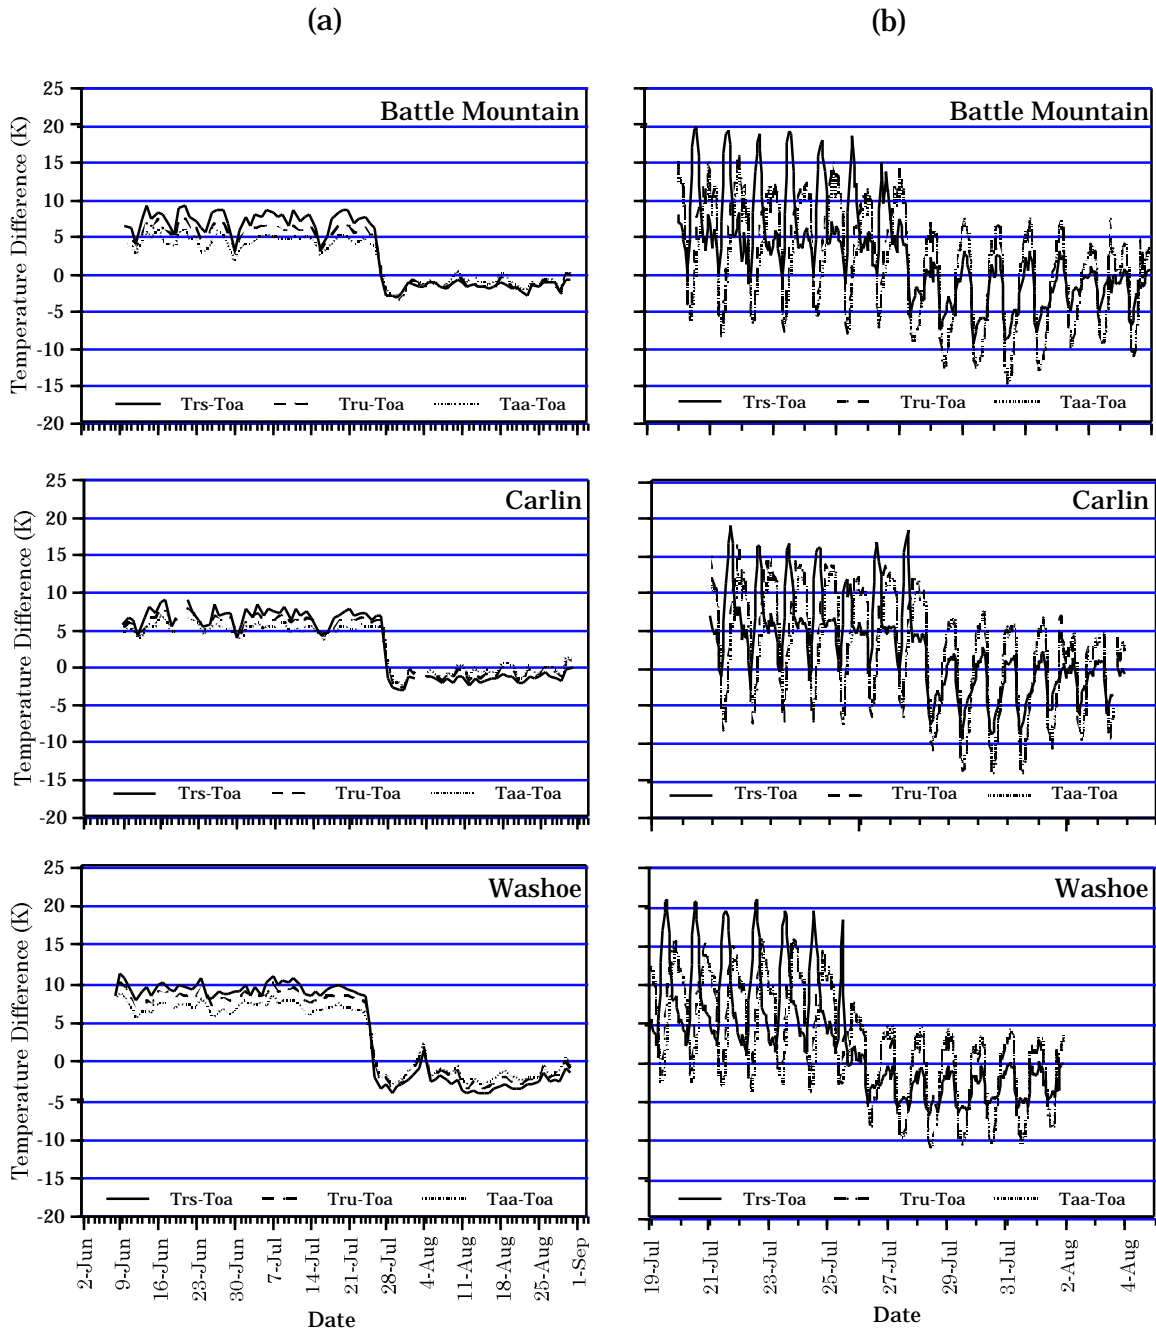 (a)
(b)
Battle Mountain
25
20
15
10
5
0
-5
-10
-15
-20
Temperature Difference (K)
Trs-Toa Tru-Toa Taa-Toa
Battle Mountain
Trs-Toa Tru-Toa Taa-Toa
Carlin
25
20
15
10
5
0
-5
-10
-15
-20
Temperature Difference (K)
Trs-Toa Tru-Toa Taa-Toa
Carlin
Trs-Toa Tru-Toa Taa-Toa
Washoe
25
20
15
10
5
0
-5
-10
-15
-20
Temperature Difference (K)
Trs-Toa Tru-Toa Taa-Toa
2-Jun 9-Jun 16-Jun 23-Jun 30-Jun 7-Jul 14-Jul 21-Jul 28-Jul 4-Aug 11-Aug 18-Aug 25-Aug 1-Sep
Date
Washoe
Trs-Toa Tru-Toa Taa-Toa
19-Jul 21-Jul 23-Jul 25-Jul 27-Jul 29-Jul 31-Jul 2-Aug 4-Aug
Date